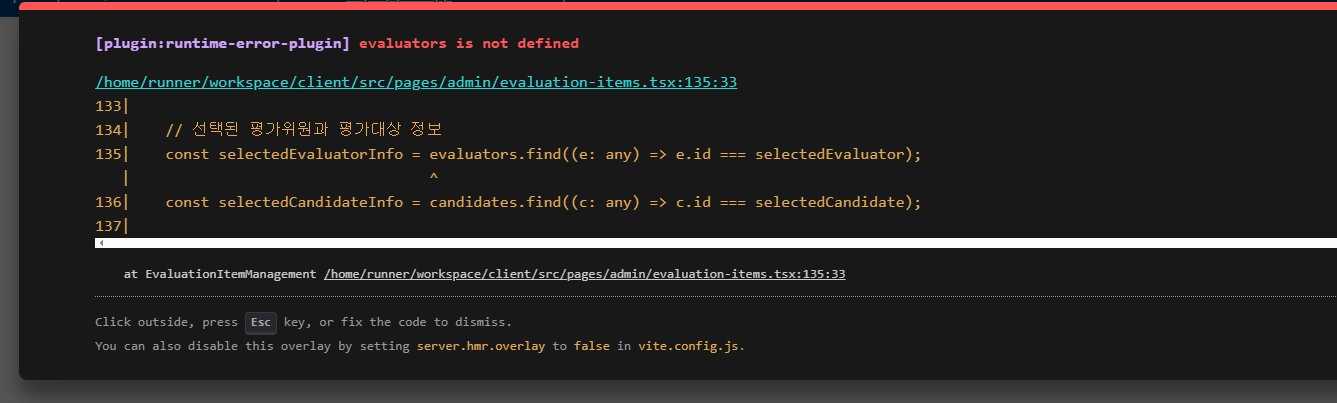 [plugin:runtime-error-plugin] evaluators is not defined
/home/runner/workspace/client/src/pages/admin/evaluation-items.tsx:135:33
133|
134|    // 선택된 평가위원과 평가대상 정보
135|    const selectedEvaluatorInfo = evaluators.find((e: any) => e.id === selectedEvaluator);
   |                                  ^
136|    const selectedCandidateInfo = candidates.find((c: any) => c.id === selectedCandidate);
137|
at EvaluationItemManagement /home/runner/workspace/client/src/pages/admin/evaluation-items.tsx:135:33
Click outside, press Esc key, or fix the code to dismiss.
You can also disable this overlay by setting server.hmr.overlay to false in vite.config.js.